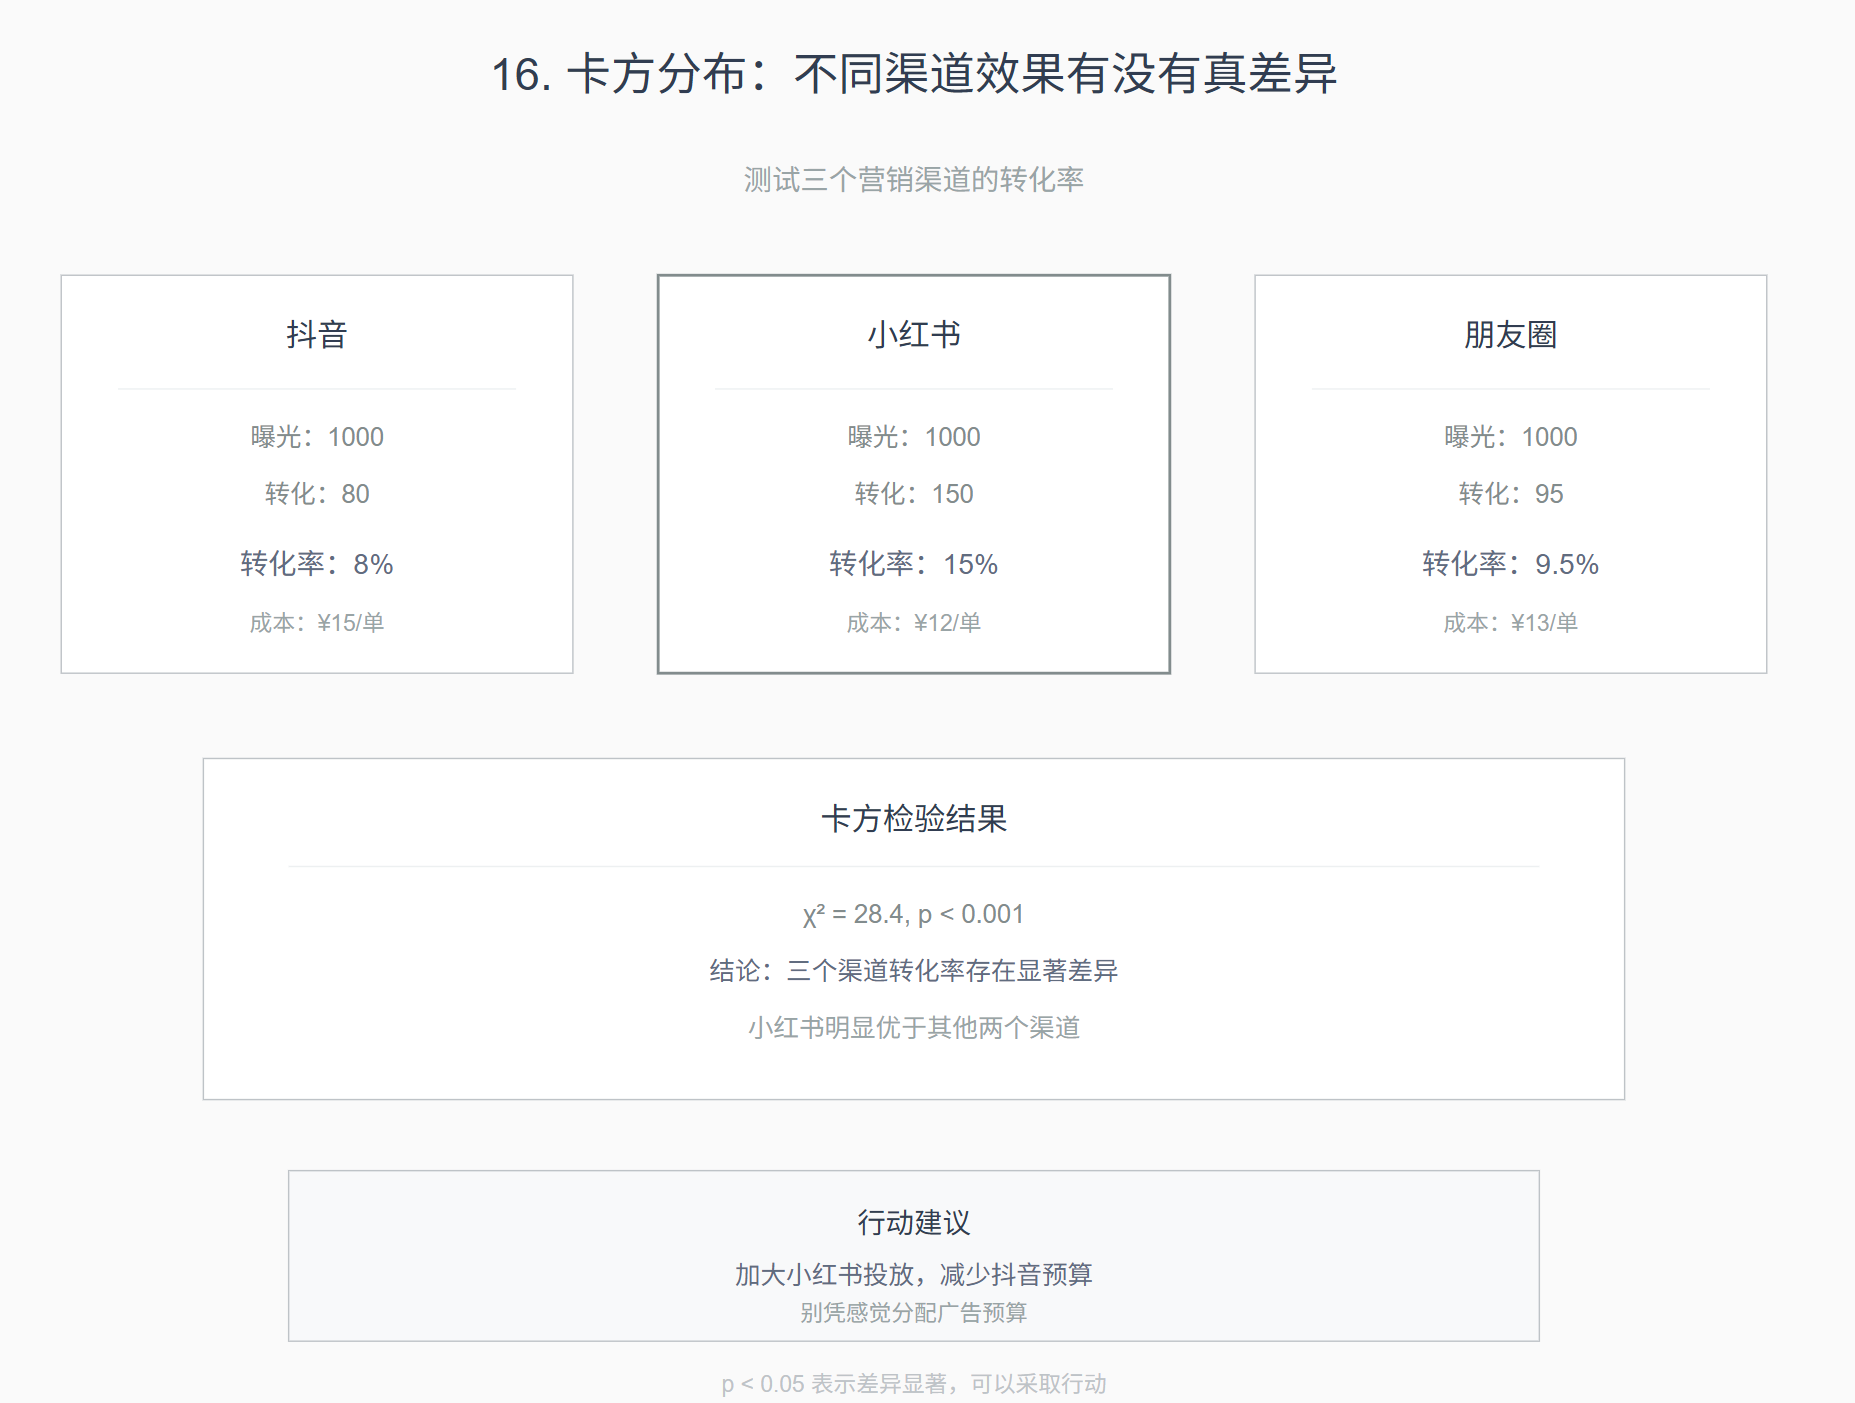 16. 卡方分布：不同渠道效果有没有真差异
测试三个营销渠道的转化率
抖音
曝光：1000
转化：80
转化率：8%
成本：¥15/单
小红书
曝光：1000
转化：150
转化率：15%
成本：¥12/单
朋友圈
曝光：1000
转化：95
转化率：9.5%
成本：¥13/单
卡方检验结果
χ² = 28.4, p < 0.001
结论：三个渠道转化率存在显著差异
小红书明显优于其他两个渠道
行动建议
加大小红书投放，减少抖音预算
别凭感觉分配广告预算
p < 0.05 表示差异显著，可以采取行动